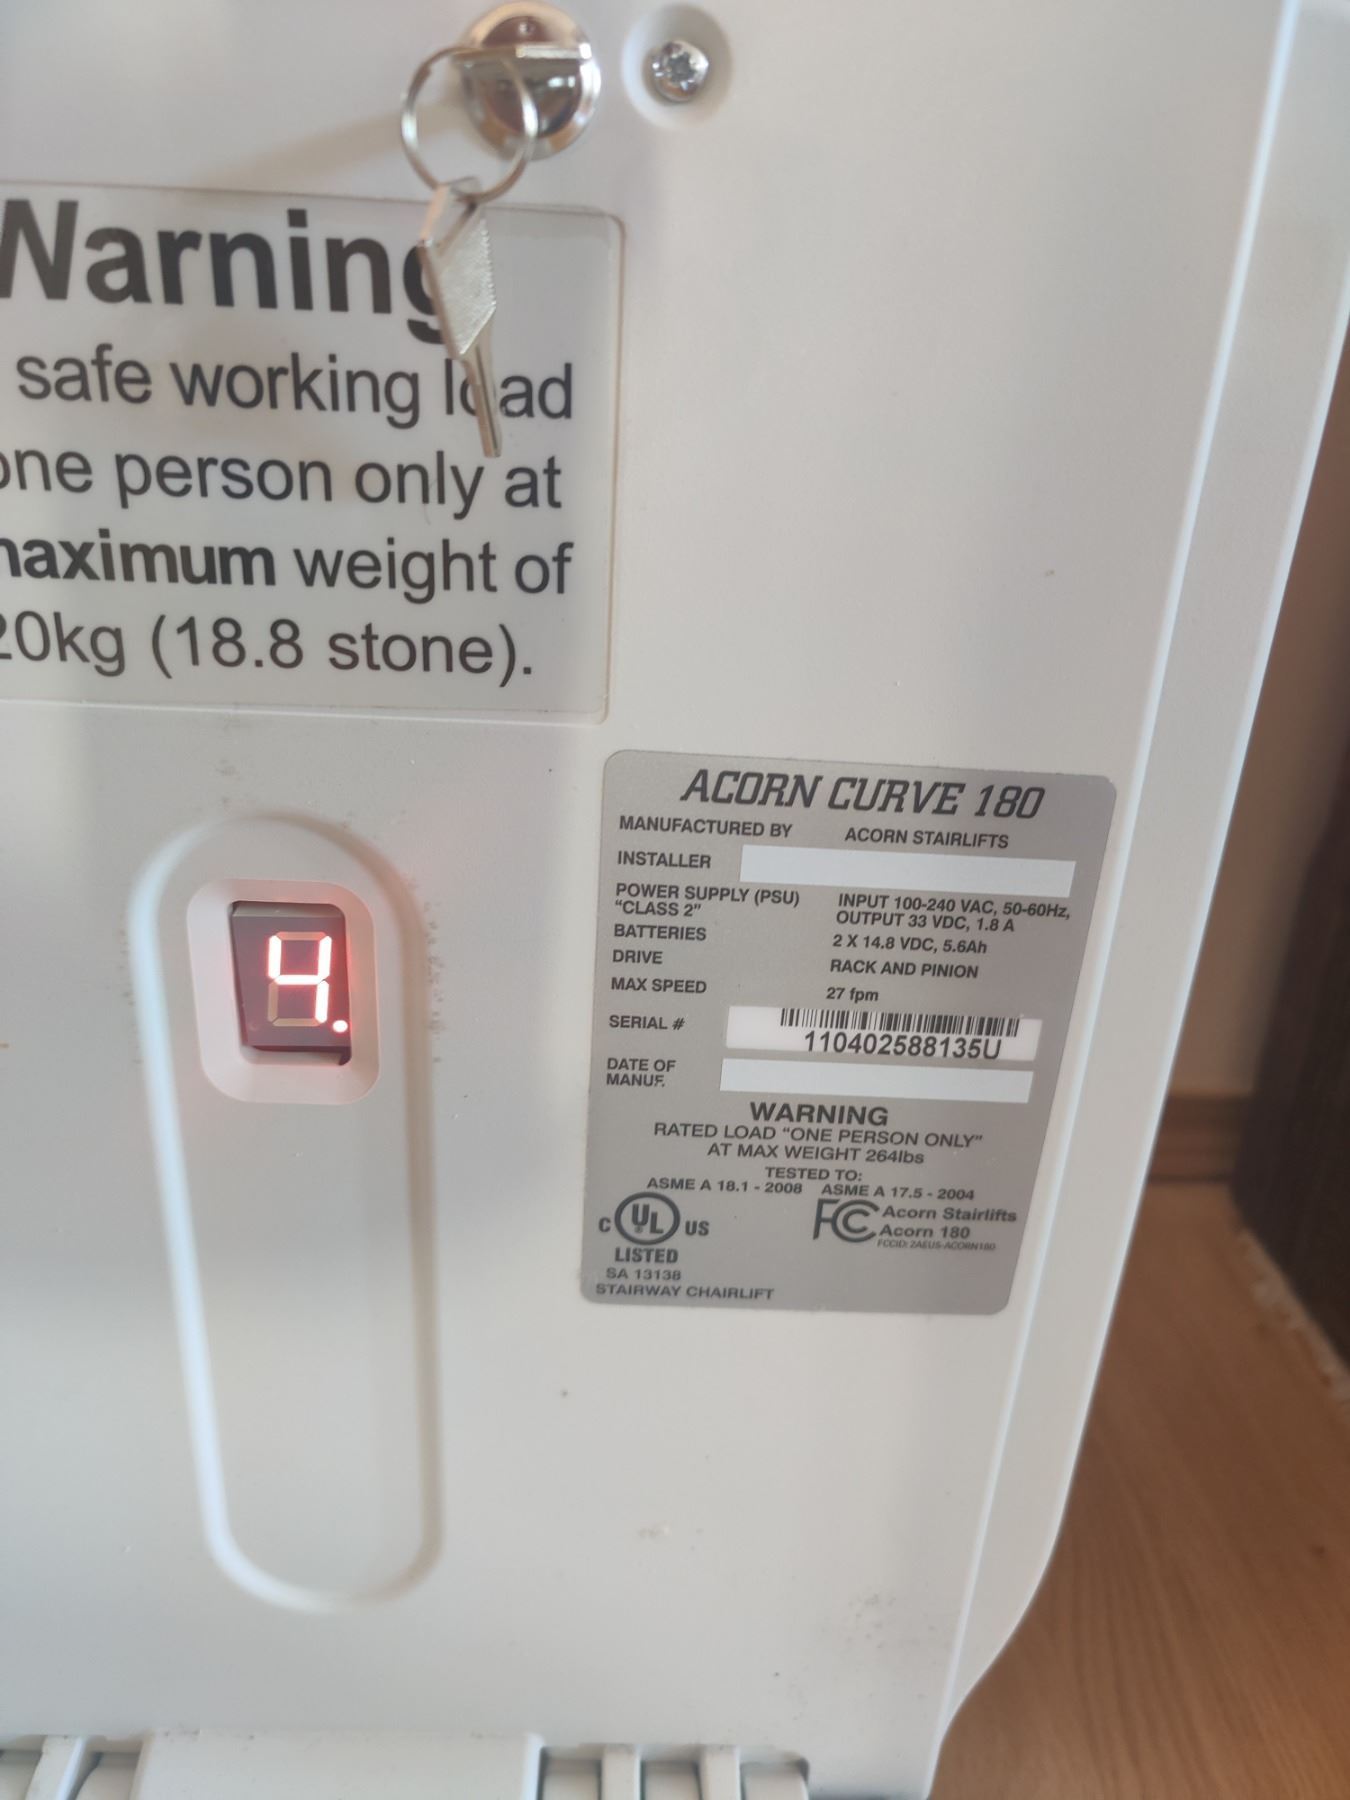 Warning
safe working load
one person only at
maximum weight of
20kg (18.8 stone).
4.
ACORN CURVE 180
MANUFACTURED BY ACORN STAIRLIFTS
INSTALLER
POWER SUPPLY (PSU) INPUT 100-240 VAC, 50-60Hz,
"CLASS 2" OUTPUT 33 VDC, 1.8 A
BATTERIES 2 X 14.8 VDC, 5.6Ah
DRIVE RACK AND PINION
MAX SPEED 27 fpm
SERIAL # 110402588135U
DATE OF
MANUF.
WARNING
RATED LOAD "ONE PERSON ONLY"
AT MAX WEIGHT 264lbs
TESTED TO:
ASME A 18.1 - 2008 ASME A 17.5 - 2004
C UL US
LISTED
SA 13138
STAIRWAY CHAIRLIFT
FC Acorn Stairlifts
Acorn 180
FCCID: 2AEUS-ACORN180